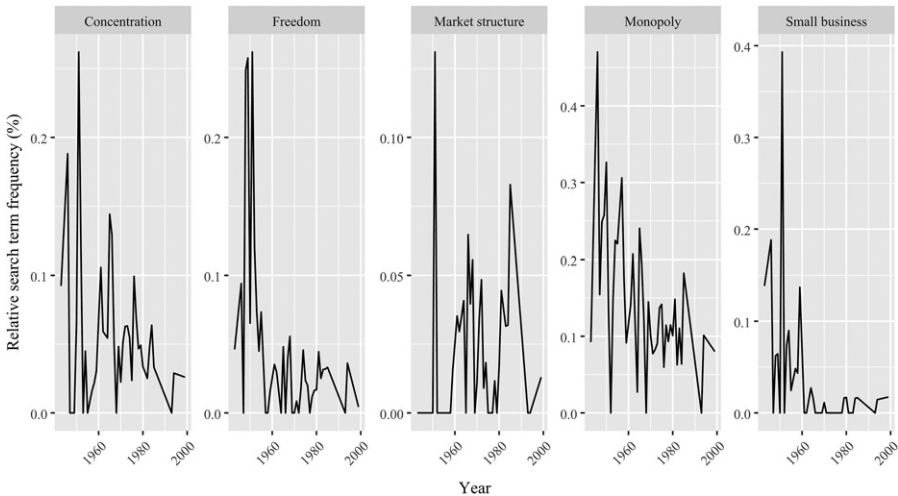 Concentration Freedom Market structure Monopoly Small business
Relative search term frequency (%)
0.2 0.2 0.10 0.4 0.4
0.3 0.3
0.1 0.1 0.05 0.2 0.2
0.1 0.1
0.0 0.0 0.00 0.0 0.0
1960 1980 2000 1960 1980 2000 1960 1980 2000 1960 1980 2000 1960 1980 2000
Year